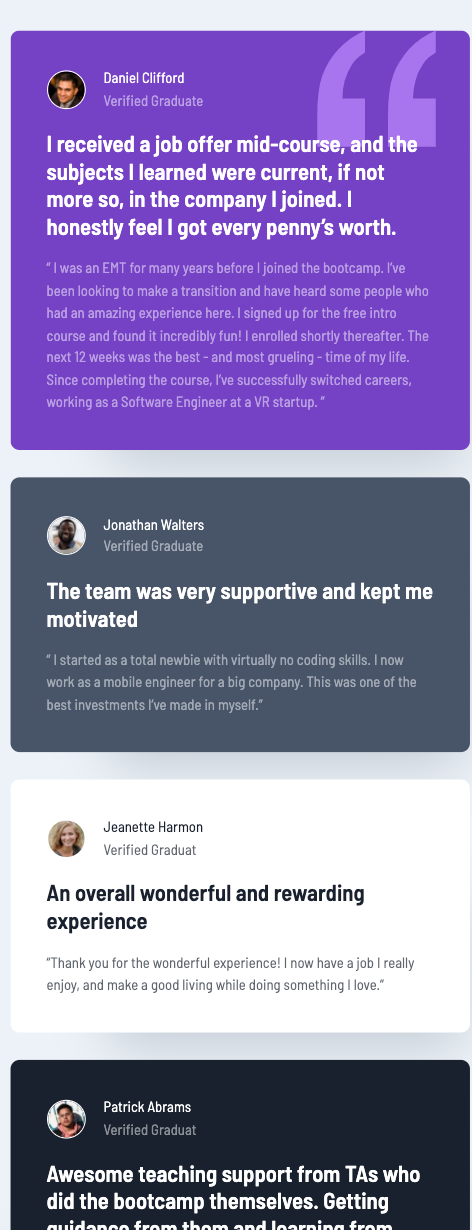 Daniel Clifford
Verified Graduate
I received a job offer mid-course, and the
subjects I learned were current, if not
more so, in the company I joined. I
honestly feel I got every penny’s worth.
“ I was an EMT for many years before I joined the bootcamp. I’ve
been looking to make a transition and have heard some people who
had an amazing experience here. I signed up for the free intro
course and found it incredibly fun! I enrolled shortly thereafter. The
next 12 weeks was the best - and most grueling - time of my life.
Since completing the course, I’ve successfully switched careers,
working as a Software Engineer at a VR startup. ”
Jonathan Walters
Verified Graduate
The team was very supportive and kept me
motivated
“ I started as a total newbie with virtually no coding skills. I now
work as a mobile engineer for a big company. This was one of the
best investments I’ve made in myself.”
Jeanette Harmon
Verified Graduat
An overall wonderful and rewarding
experience
“Thank you for the wonderful experience! I now have a job I really
enjoy, and make a good living while doing something I love.”
Patrick Abrams
Verified Graduat
Awesome teaching support from TAs who
did the bootcamp themselves. Getting
guidance from them and learning from